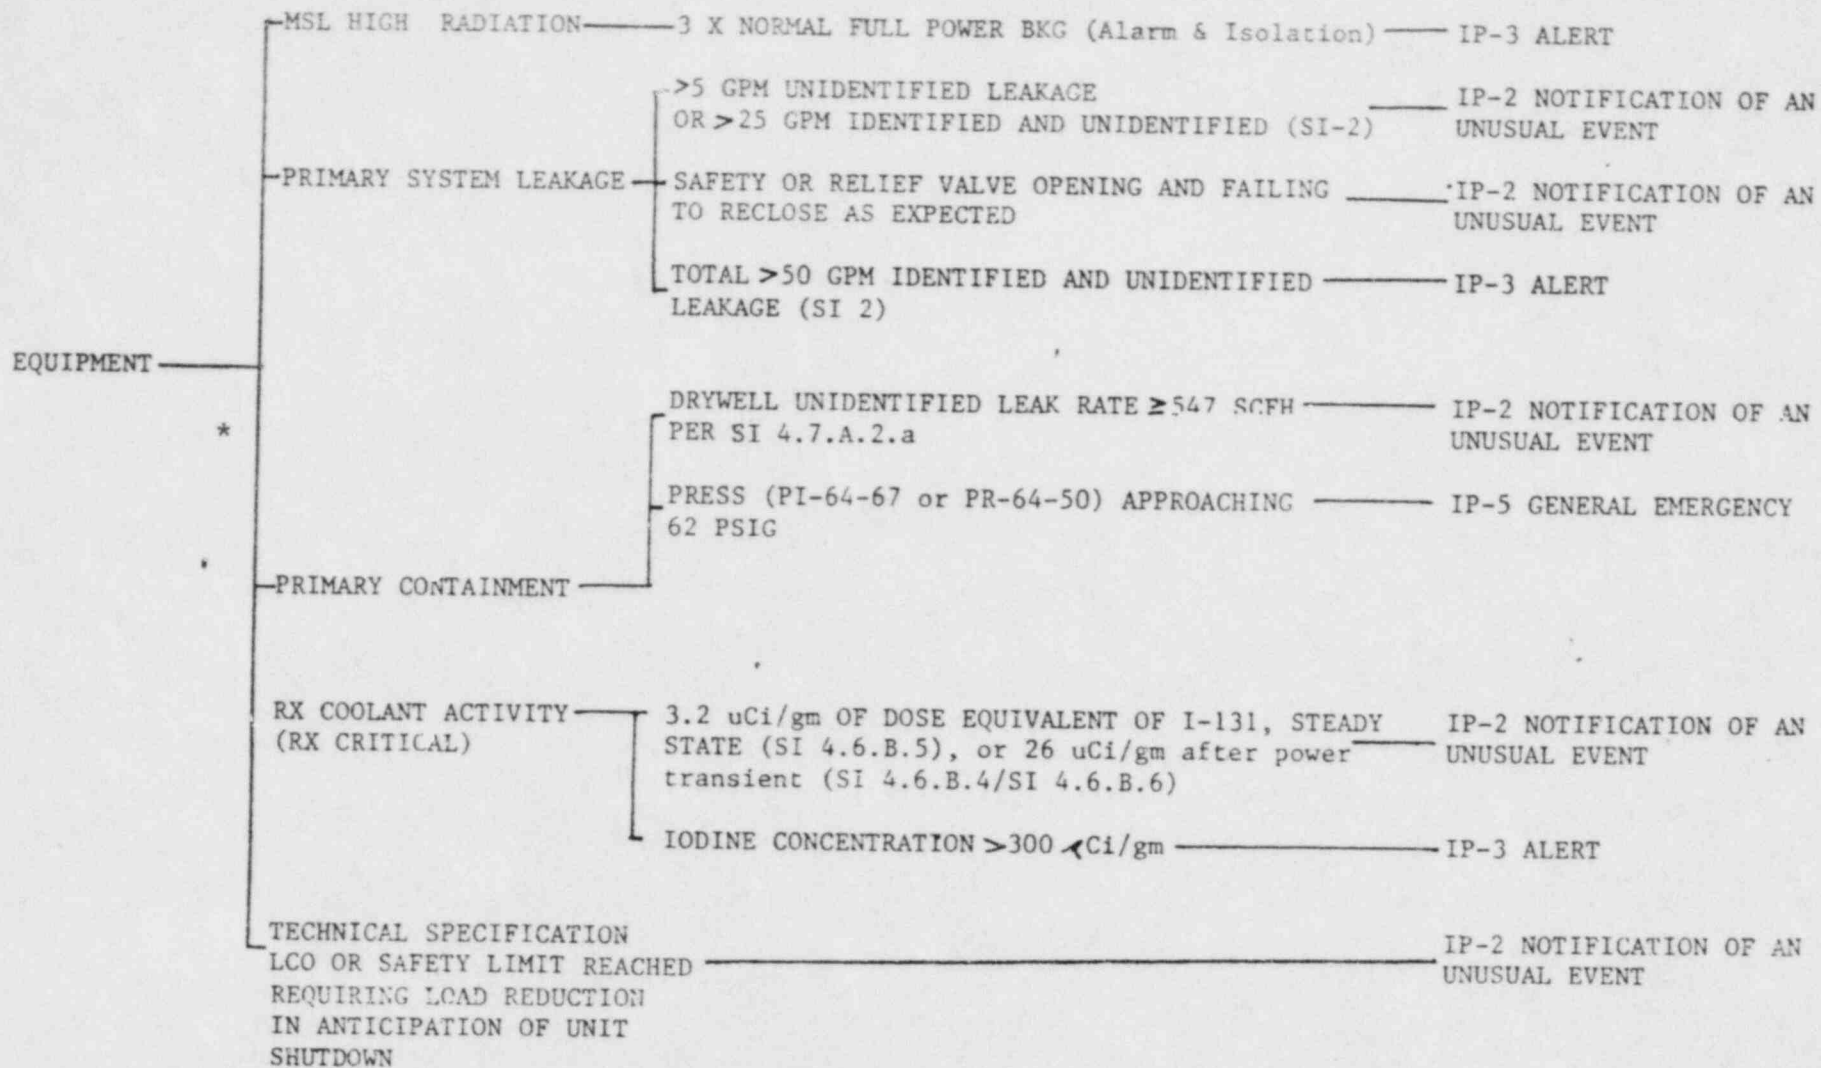 MSL HIGH RADIATION 3 X NORMAL FULL POWER BKG (Alarm & Isolation) IP-3 ALERT
>5 GPM UNIDENTIFIED LEAKAGE
OR >25 GPM IDENTIFIED AND UNIDENTIFIED (SI-2)
IP-2 NOTIFICATION OF AN
UNUSUAL EVENT
PRIMARY SYSTEM LEAKAGE
SAFETY OR RELIEF VALVE OPENING AND FAILING
TO RECLOSE AS EXPECTED
IP-2 NOTIFICATION OF AN
UNUSUAL EVENT
TOTAL >50 GPM IDENTIFIED AND UNIDENTIFIED
LEAKAGE (SI 2)
IP-3 ALERT
EQUIPMENT
*
DRYWELL UNIDENTIFIED LEAK RATE ≥547 SCFH
PER SI 4.7.A.2.a
IP-2 NOTIFICATION OF AN
UNUSUAL EVENT
PRESS (PI-64-67 or PR-64-50) APPROACHING
62 PSIG
IP-5 GENERAL EMERGENCY
PRIMARY CONTAINMENT
RX COOLANT ACTIVITY
(RX CRITICAL)
3.2 uCi/gm OF DOSE EQUIVALENT OF I-131, STEADY
STATE (SI 4.6.B.5), or 26 uCi/gm after power
transient (SI 4.6.B.4/SI 4.6.B.6)
IP-2 NOTIFICATION OF AN
UNUSUAL EVENT
IODINE CONCENTRATION >300 µCi/gm
IP-3 ALERT
TECHNICAL SPECIFICATION
LCO OR SAFETY LIMIT REACHED
REQUIRING LOAD REDUCTION
IN ANTICIPATION OF UNIT
SHUTDOWN
IP-2 NOTIFICATION OF AN
UNUSUAL EVENT